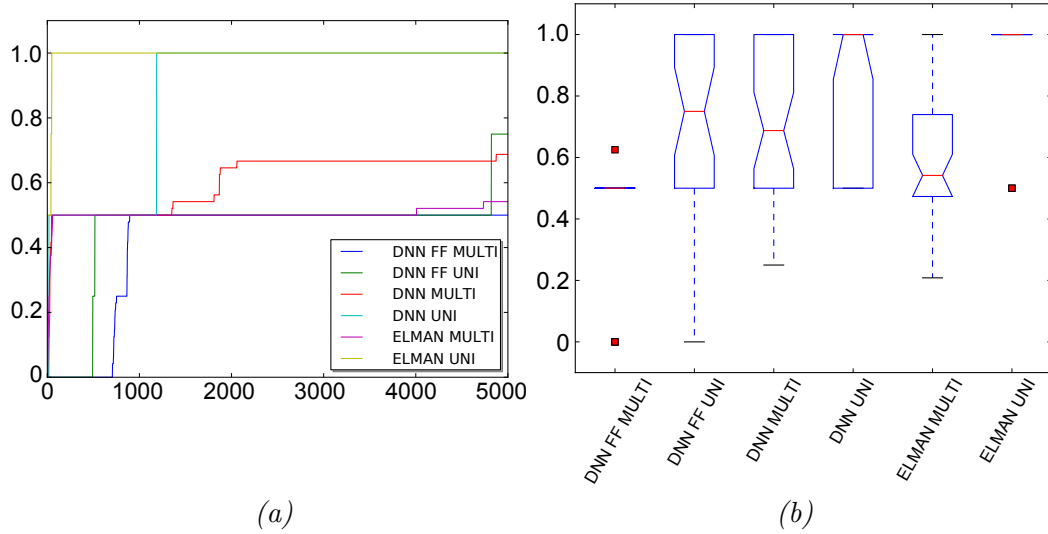 1.0
0.8
0.6
0.4
0.2
0
0
1000
2000
3000
4000
5000
DNN FF MULTI
DNN FF UNI
DNN MULTI
DNN UNI
ELMAN MULTI
ELMAN UNI
(a)
1.0
0.8
0.6
0.4
0.2
0
DNN FF MULTI
DNN FF UNI
DNN MULTI
DNN UNI
ELMAN MULTI
ELMAN UNI
(b)